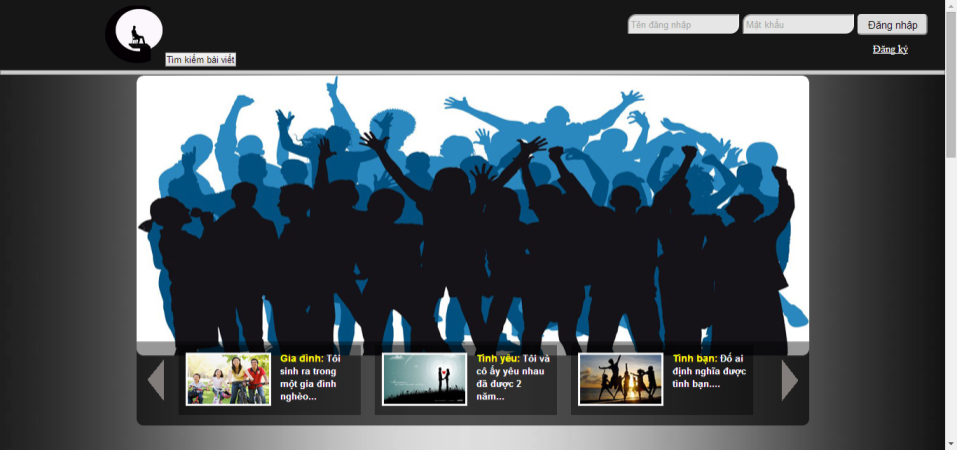 Tên đăng nhập
Mật khẩu
Đăng nhập
Đăng ký
Tìm kiếm bài viết
Gia đình: Tôi
sinh ra trong
một gia đình
nghèo...
Tình yêu: Tôi và
cô ấy yêu nhau
đã được 2
năm...
Tình bạn: Đố ai
định nghĩa được
tình bạn....